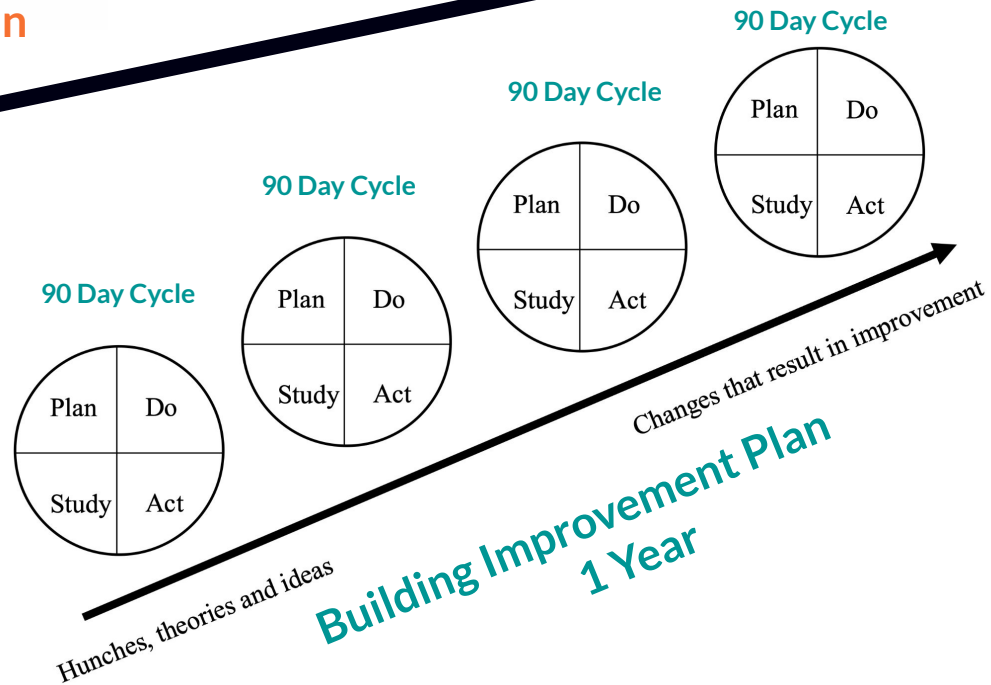 n
90 Day Cycle
Plan Do
Study Act
90 Day Cycle
Plan Do
Study Act
90 Day Cycle
Plan Do
Study Act
90 Day Cycle
Plan Do
Study Act
Hunches, theories and ideas
Changes that result in improvement
Building Improvement Plan
1 Year